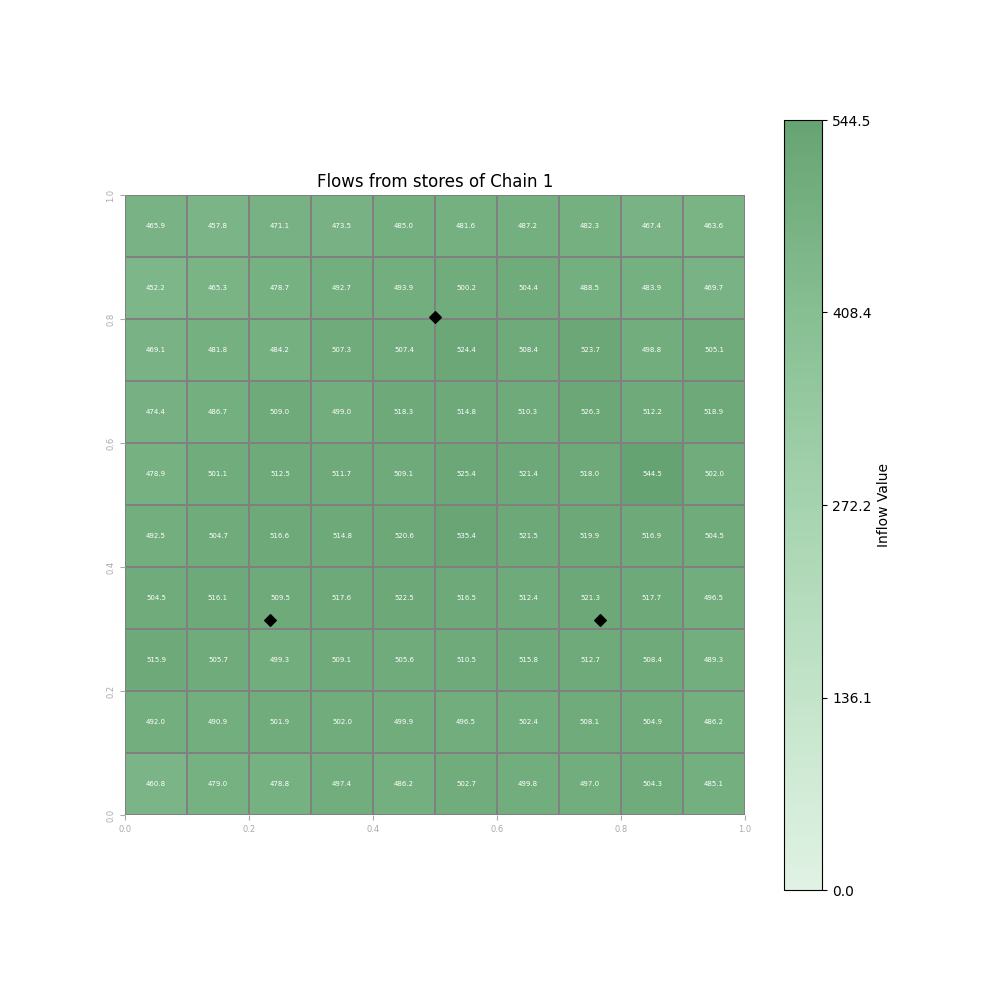 Flows from stores of Chain 1
1.0
465.9 457.8 471.1 473.5 485.0 481.6 487.2 482.3 467.4 463.6
452.2 465.3 478.7 492.7 493.9 500.2 504.4 488.5 483.9 469.7
0.8
469.1 481.8 484.2 507.3 507.4 524.4 508.4 523.7 498.8 505.1
474.4 486.7 509.0 499.0 518.3 514.8 510.3 526.3 512.2 518.9
0.6
478.9 501.1 512.5 511.7 509.1 525.4 521.4 518.0 544.5 502.0
492.5 504.7 516.6 514.8 520.6 535.4 521.5 519.9 516.9 504.5
0.4
504.5 516.1 509.5 517.6 522.5 516.5 512.4 521.3 517.7 496.5
515.9 505.7 499.3 509.1 505.6 510.5 515.8 512.7 508.4 489.3
0.2
492.0 490.9 501.9 502.0 499.9 496.5 502.4 508.1 504.9 486.2
460.8 479.0 478.8 497.4 486.2 502.7 499.8 497.0 504.3 485.1
0.0
0.0 0.2 0.4 0.6 0.8 1.0
544.5
408.4
272.2
136.1
0.0
Inflow Value